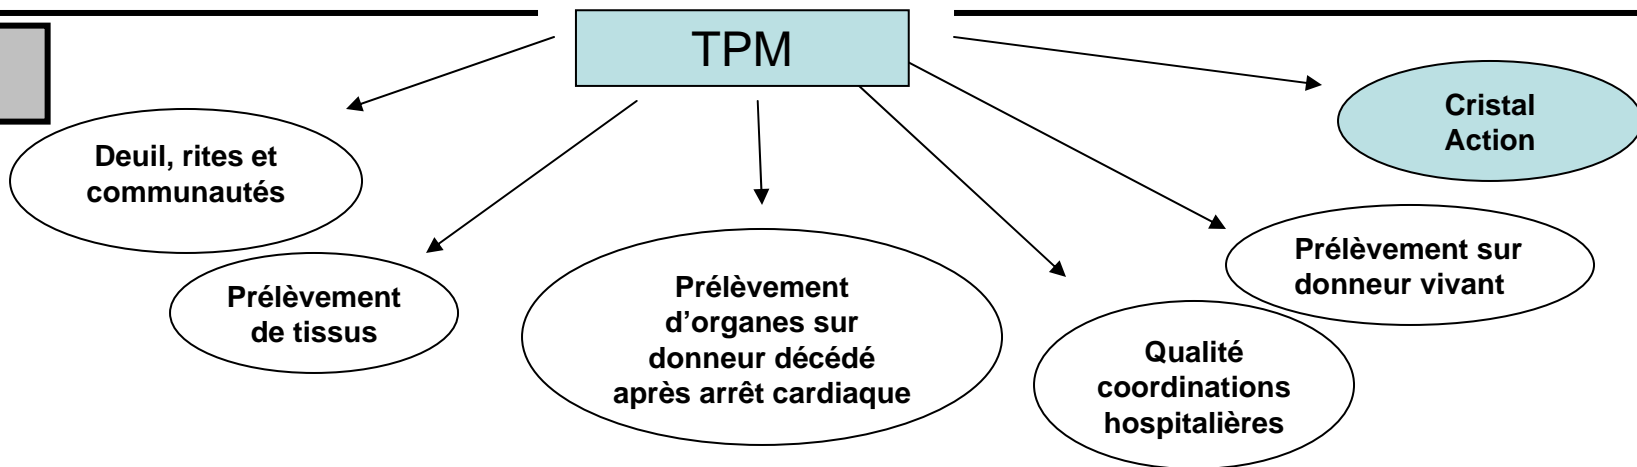 TPM
Cristal
Action
Deuil, rites et
communautés
Prélèvement sur
donneur vivant
Prélèvement
de tissus
Prélèvement
d’organes sur
donneur décédé
après arrêt cardiaque
Qualité
coordinations
hospitalières